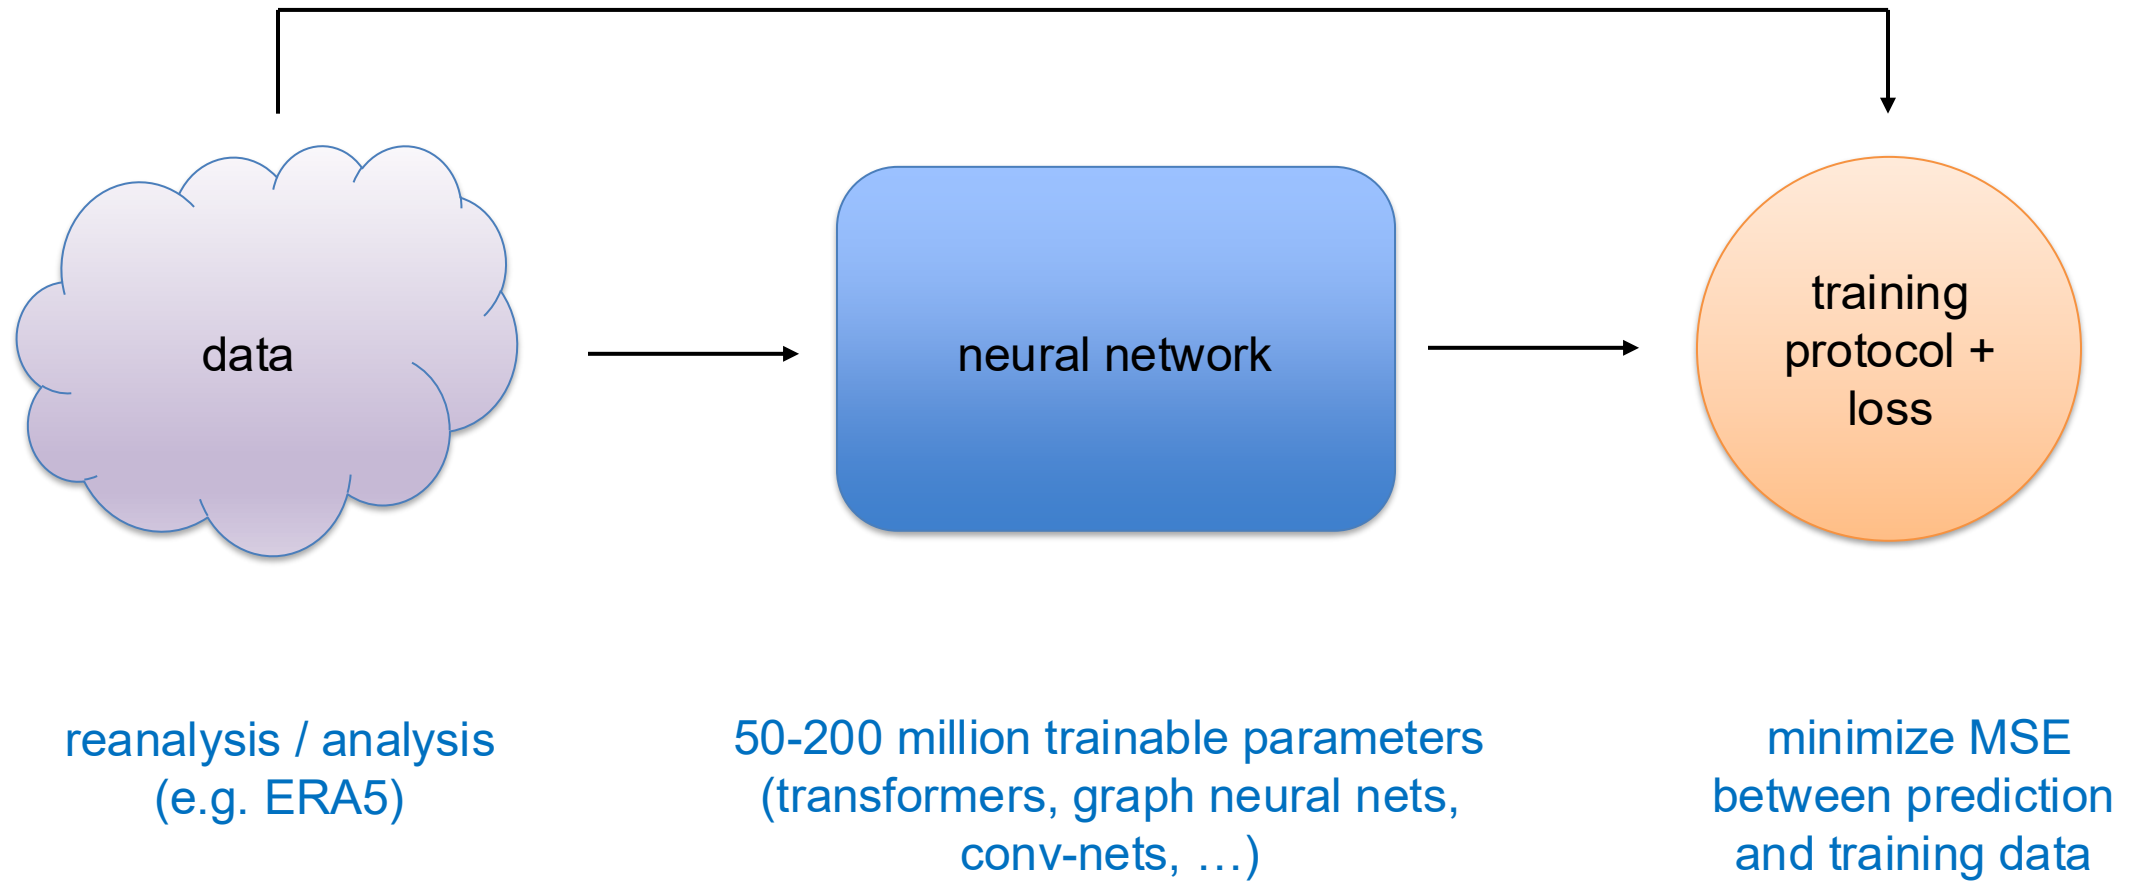 data
neural network
training
protocol +
loss
reanalysis / analysis
(e.g. ERA5)
50-200 million trainable parameters
(transformers, graph neural nets,
conv-nets, …)
minimize MSE
between prediction
and training data